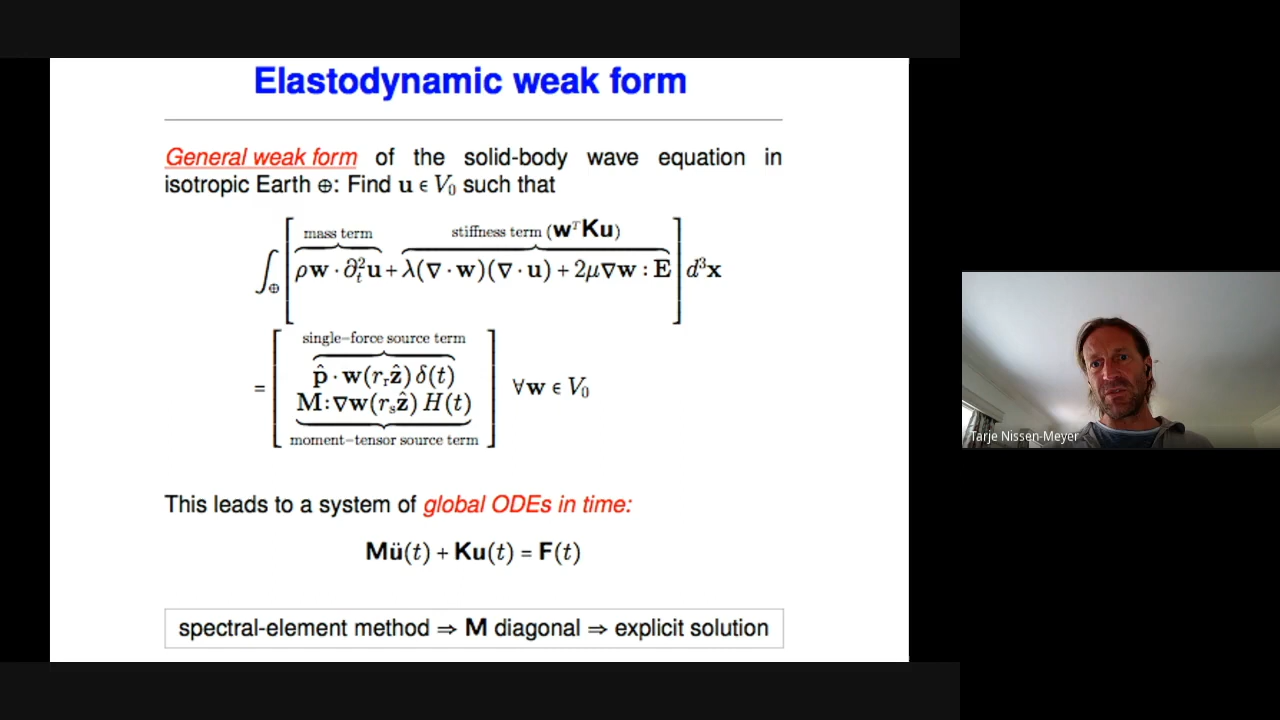 Elastodynamic weak form
General weak form of the solid-body wave equation in
isotropic Earth ⊕: Find u ϵ V₀ such that
mass term stiffness term (wᵀKu)
∫⊕ [ρw · ∂ₜ²u + λ(∇ · w)(∇ · u) + 2μ∇w : E] d³x
single–force source term
p̂ · w(rᵣẑ) δ(t)
= ∀w ϵ V₀
M:∇w(rₛẑ) H(t)
moment–tensor source term
This leads to a system of global ODEs in time:
Mü(t) + Ku(t) = F(t)
spectral-element method ⇒ M diagonal ⇒ explicit solution
Tarje Nissen-Meyer